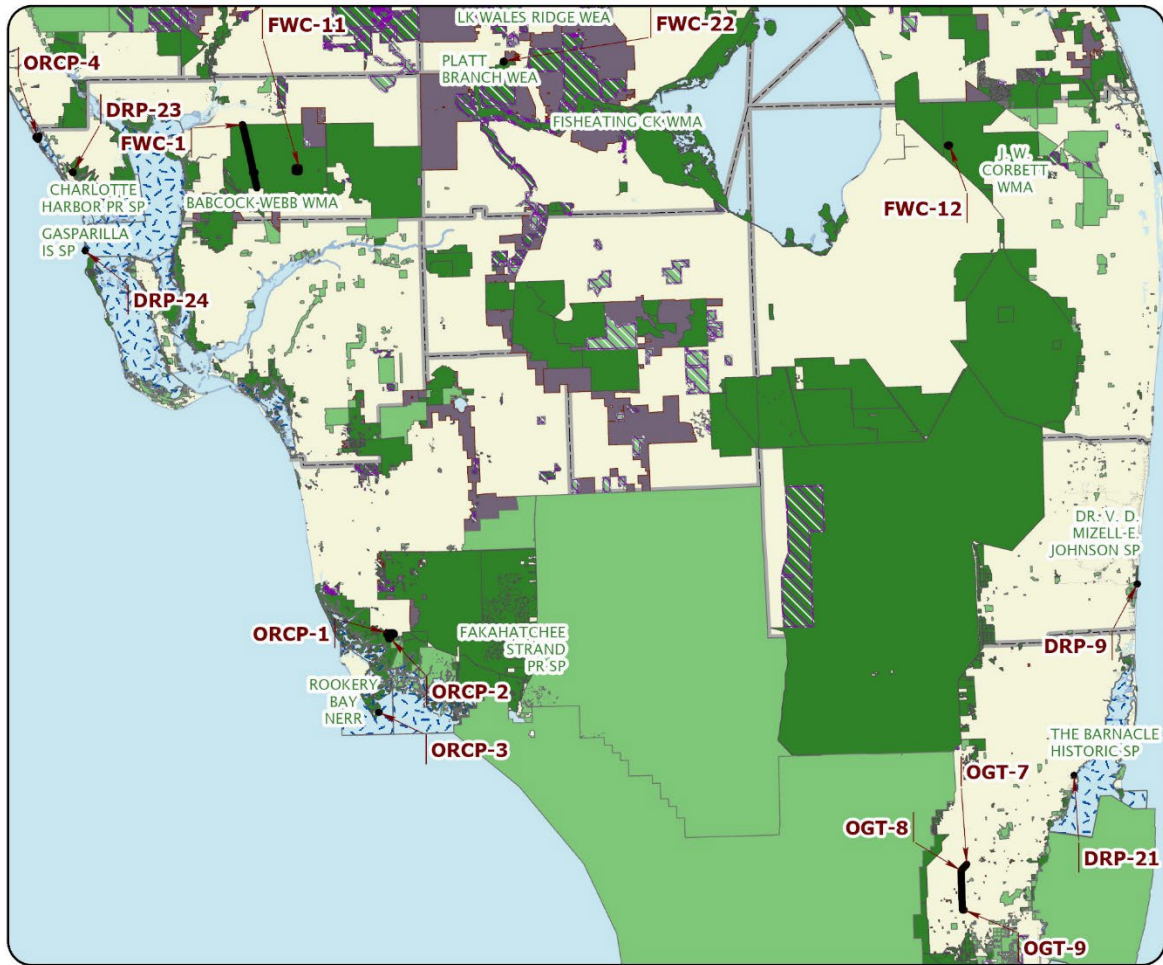 FWC-11
LK WALES RIDGE WEA
FWC-22
ORCP-4
PLATT
BRANCH WEA
DRP-23
FWC-1
FISHEATING CK WMA
J. W.
CORBETT
WMA
CHARLOTTE
HARBOR PR SP
BABCOCK-WEBB WMA
FWC-12
GASPARILLA
IS SP
DRP-24
DR. V. D.
MIZELL-E.
JOHNSON SP
ORCP-1
FAKAHATCHEE
STRAND
PR SP
DRP-9
ROOKERY
BAY
NERR
ORCP-2
ORCP-3
THE BARNACLE
HISTORIC SP
OGT-7
OGT-8
DRP-21
OGT-9